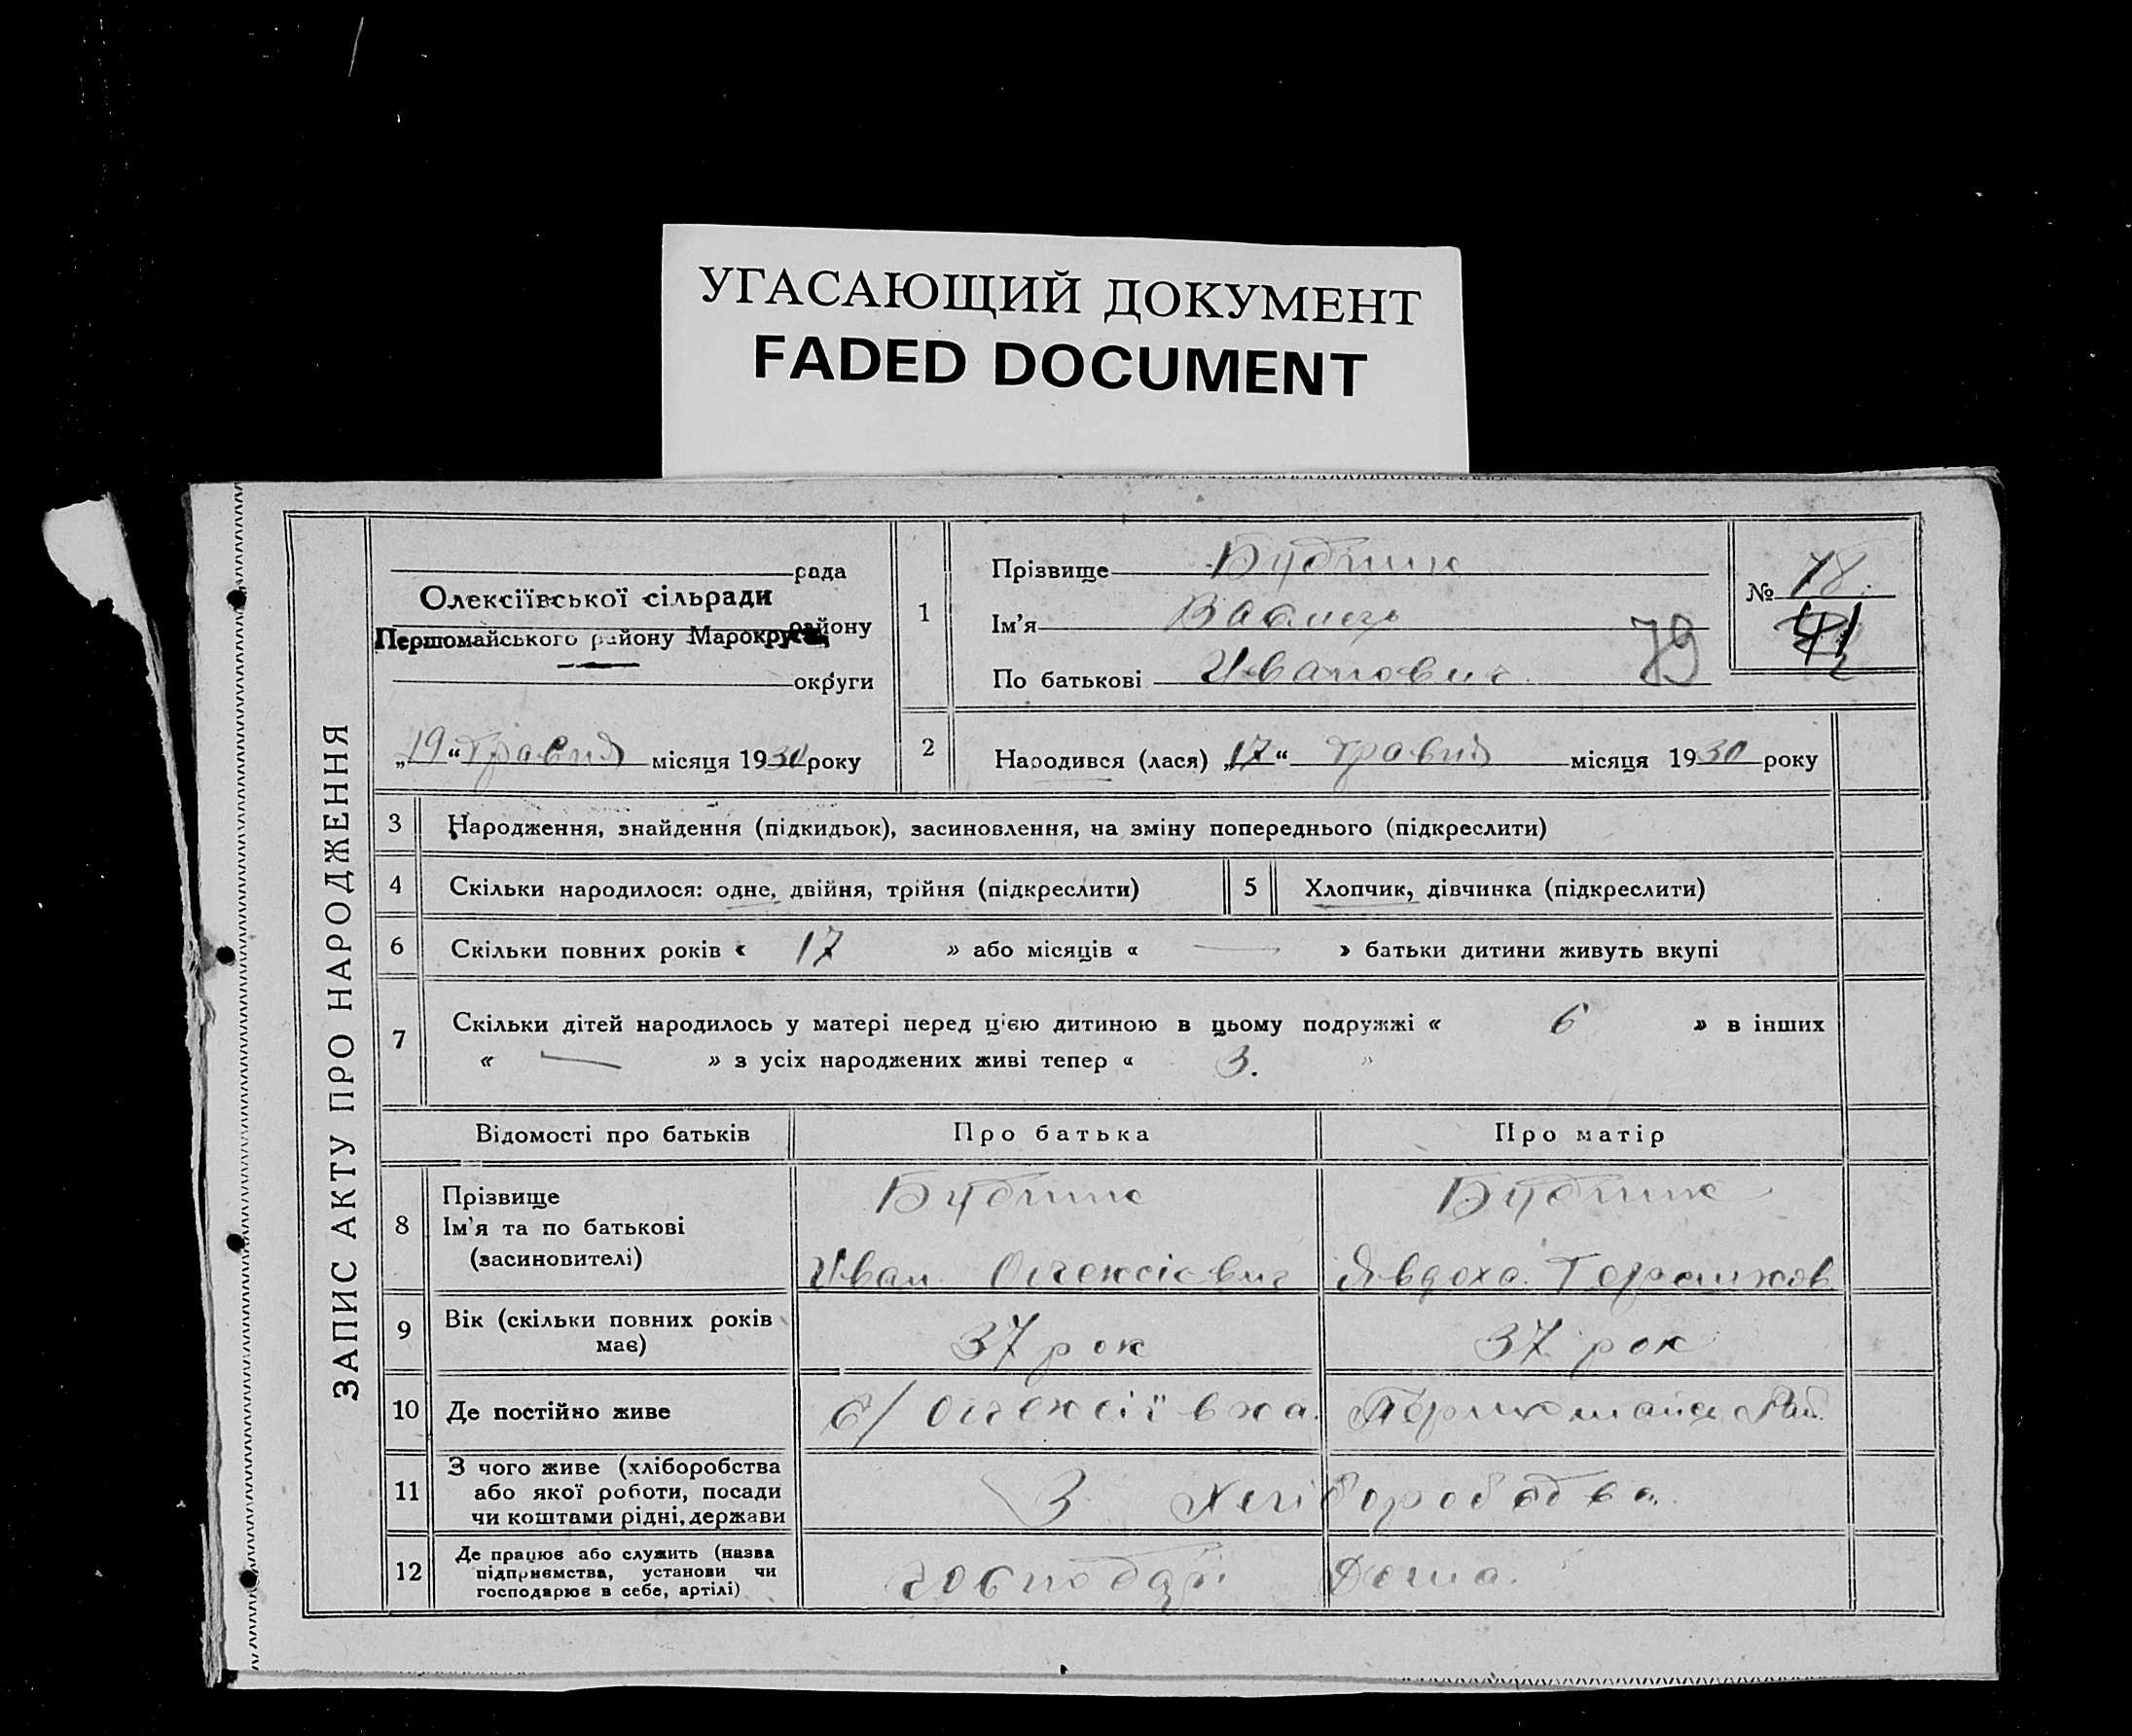 УГАСАЮЩИЙ ДОКУМЕНТ
FADED DOCUMENT
ЗАПИС АКТУ ПРО НАРОДЖЕННЯ
рада
Олексіївської сільради
району
Першомайського району Марокруги
округи
„19“ травня місяця 1930 року
1
Прізвище Бубник
Ім’я Василь
По батькові Иванович
79
№ 78
2
Народився (лася) „17“ травня місяця 1930 року
3 Народження, знайдення (підкидьок), засиновлення, на зміну попереднього (підкреслити)
4 Скільки народилося: одне, двійня, трійня (підкреслити)
5 Хлопчик, дівчинка (підкреслити)
6 Скільки повних років « 17 » або місяців « — » батьки дитини живуть вкупі
7 Скільки дітей народилось у матері перед цією дитиною в цьому подружжі « 6 » в інших
« — » з усіх народжених живі тепер « 3. »
Відомості про батьків Про батька Про матір
8
Прізвище
Ім’я та по батькові
(засиновителі)
Бубник
Иван Олексієвич
Бубник
Явдоха
9
Вік (скільки повних років
має)
37 рок
37 рок
10 Де постійно живе
с/ Олексіївка
Рай.
11
З чого живе (хліборобства
або якої роботи, посади
чи коштами рідні, держави
З Хліборобства
12
Де працює або служить (назва
підприємства, установи чи
господарює в себе, артілі)
господар
Дома.